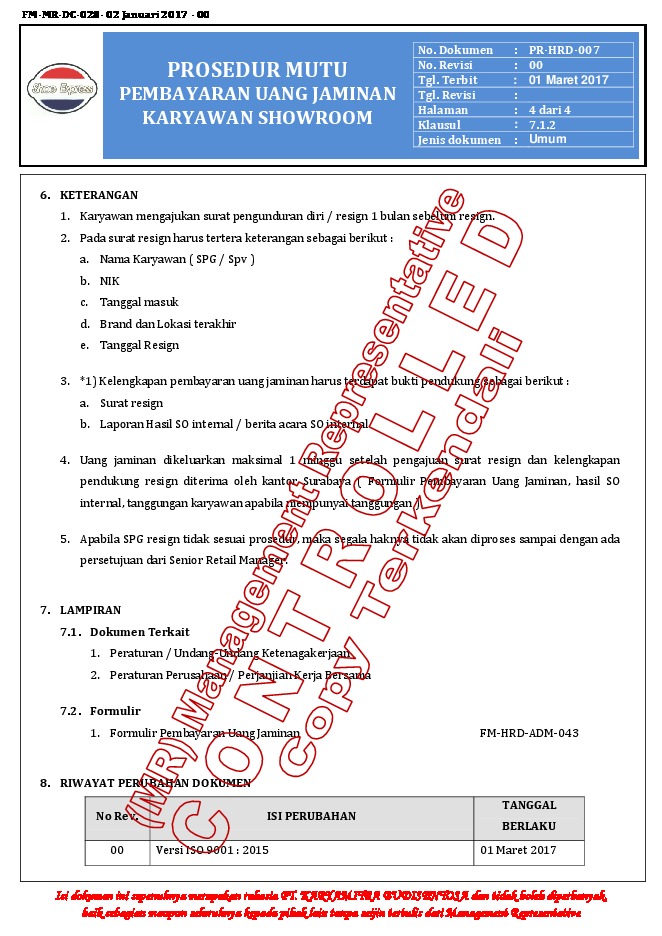 FM-MR-DC-028- 02 Januari 2017 - 00
Shoes Express
PROSEDUR MUTU
PEMBAYARAN UANG JAMINAN
KARYAWAN SHOWROOM
No. Dokumen : PR-HRD-007
No. Revisi : 00
Tgl. Terbit : 01 Maret 2017
Tgl. Revisi :
Halaman : 4 dari 4
Klausul : 7.1.2
Jenis dokumen : Umum
6. KETERANGAN
1. Karyawan mengajukan surat pengunduran diri / resign 1 bulan sebelum resign.
2. Pada surat resign harus tertera keterangan sebagai berikut :
a. Nama Karyawan ( SPG / Spv )
b. NIK
c. Tanggal masuk
d. Brand dan Lokasi terakhir
e. Tanggal Resign
3. *1) Kelengkapan pembayaran uang jaminan harus terdapat bukti pendukung sebagai berikut :
a. Surat resign
b. Laporan Hasil SO internal / berita acara SO internal
4. Uang jaminan dikeluarkan maksimal 1 minggu setelah pengajuan surat resign dan kelengkapan
pendukung resign diterima oleh kantor Surabaya ( Formulir Pembayaran Uang Jaminan, hasil SO
internal, tanggungan karyawan apabila mempunyai tanggungan )
5. Apabila SPG resign tidak sesuai prosedur, maka segala haknya tidak akan diproses sampai dengan ada
persetujuan dari Senior Retail Manager.
7. LAMPIRAN
7.1. Dokumen Terkait
1. Peraturan / Undang-Undang Ketenagakerjaan
2. Peraturan Perusahaan / Perjanjian Kerja Bersama
7.2. Formulir
1. Formulir Pembayaran Uang Jaminan FM-HRD-ADM-043
8. RIWAYAT PERUBAHAN DOKUMEN
No Rev. ISI PERUBAHAN TANGGAL
BERLAKU
00 Versi ISO 9001 : 2015 01 Maret 2017
(MR) Management Representative
CONTROLLED
Copy Terkendali
Isi dokumen ini sepenuhnya merupakan rahasia PT. KARYAMITRA BUDISENTOSA dan tidak boleh diperbanyak,
baik sebagian maupun seluruhnya kepada pihak lain tanpa seijin tertulis dari Management Representative